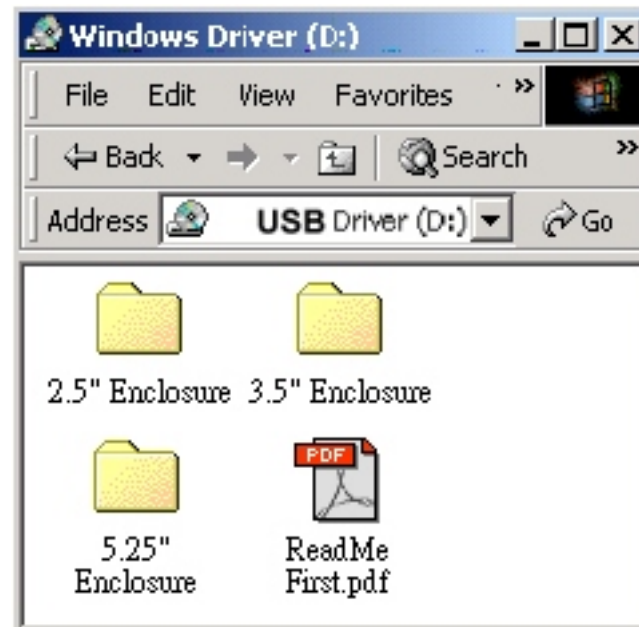 Windows Driver (D:)
File Edit View Favorites »
Back Search »
Address USB Driver (D:) Go
2.5" Enclosure 3.5" Enclosure
5.25"
Enclosure
PDF
ReadMe
First.pdf